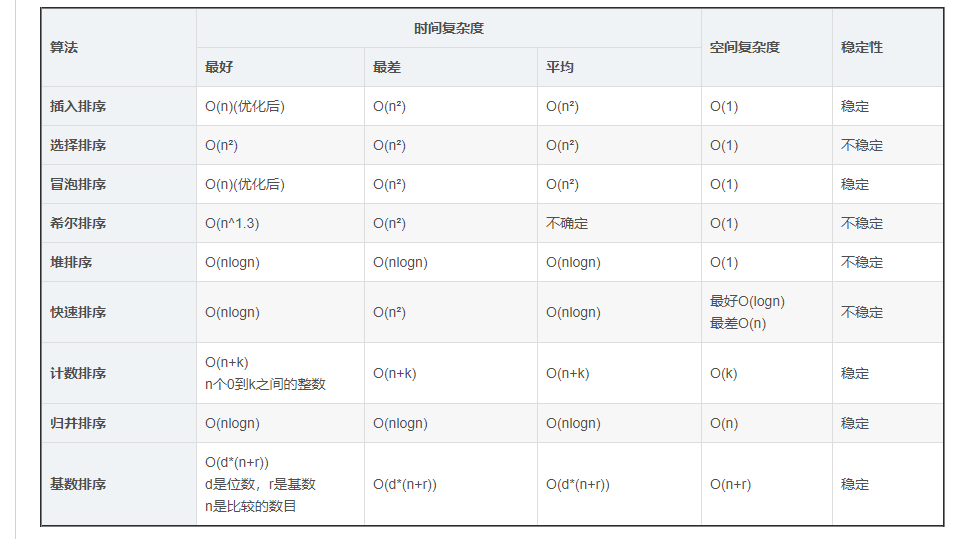 算法
时间复杂度
空间复杂度
稳定性
最好
最差
平均
插入排序
O(n)(优化后)
O(n²)
O(n²)
O(1)
稳定
选择排序
O(n²)
O(n²)
O(n²)
O(1)
不稳定
冒泡排序
O(n)(优化后)
O(n²)
O(n²)
O(1)
稳定
希尔排序
O(n^1.3)
O(n²)
不确定
O(1)
不稳定
堆排序
O(nlogn)
O(nlogn)
O(nlogn)
O(1)
不稳定
快速排序
O(nlogn)
O(n²)
O(nlogn)
最好O(logn)
最差O(n)
不稳定
计数排序
O(n+k)
n个0到k之间的整数
O(n+k)
O(n+k)
O(k)
稳定
归并排序
O(nlogn)
O(nlogn)
O(nlogn)
O(n)
稳定
基数排序
O(d*(n+r))
d是位数，r是基数
n是比较的数目
O(d*(n+r))
O(d*(n+r))
O(n+r)
稳定